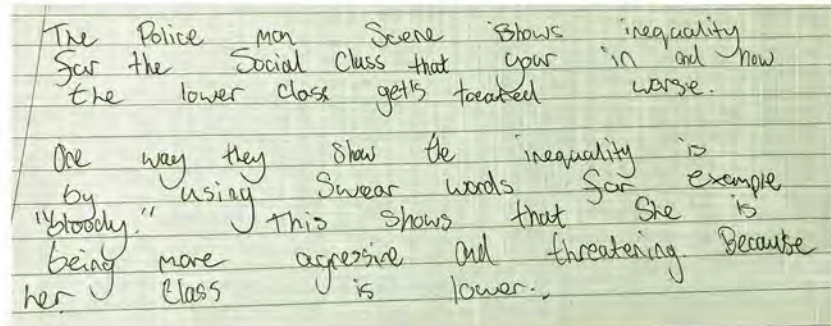 The Police man Scene Shows inequality
for the Social Class that your in and how
the lower class gets treated worse.
One way they show the inequality is
by using Swear words for example
"bloody." This shows that She is
being more agressive and threatening. Because
her Class is lower.